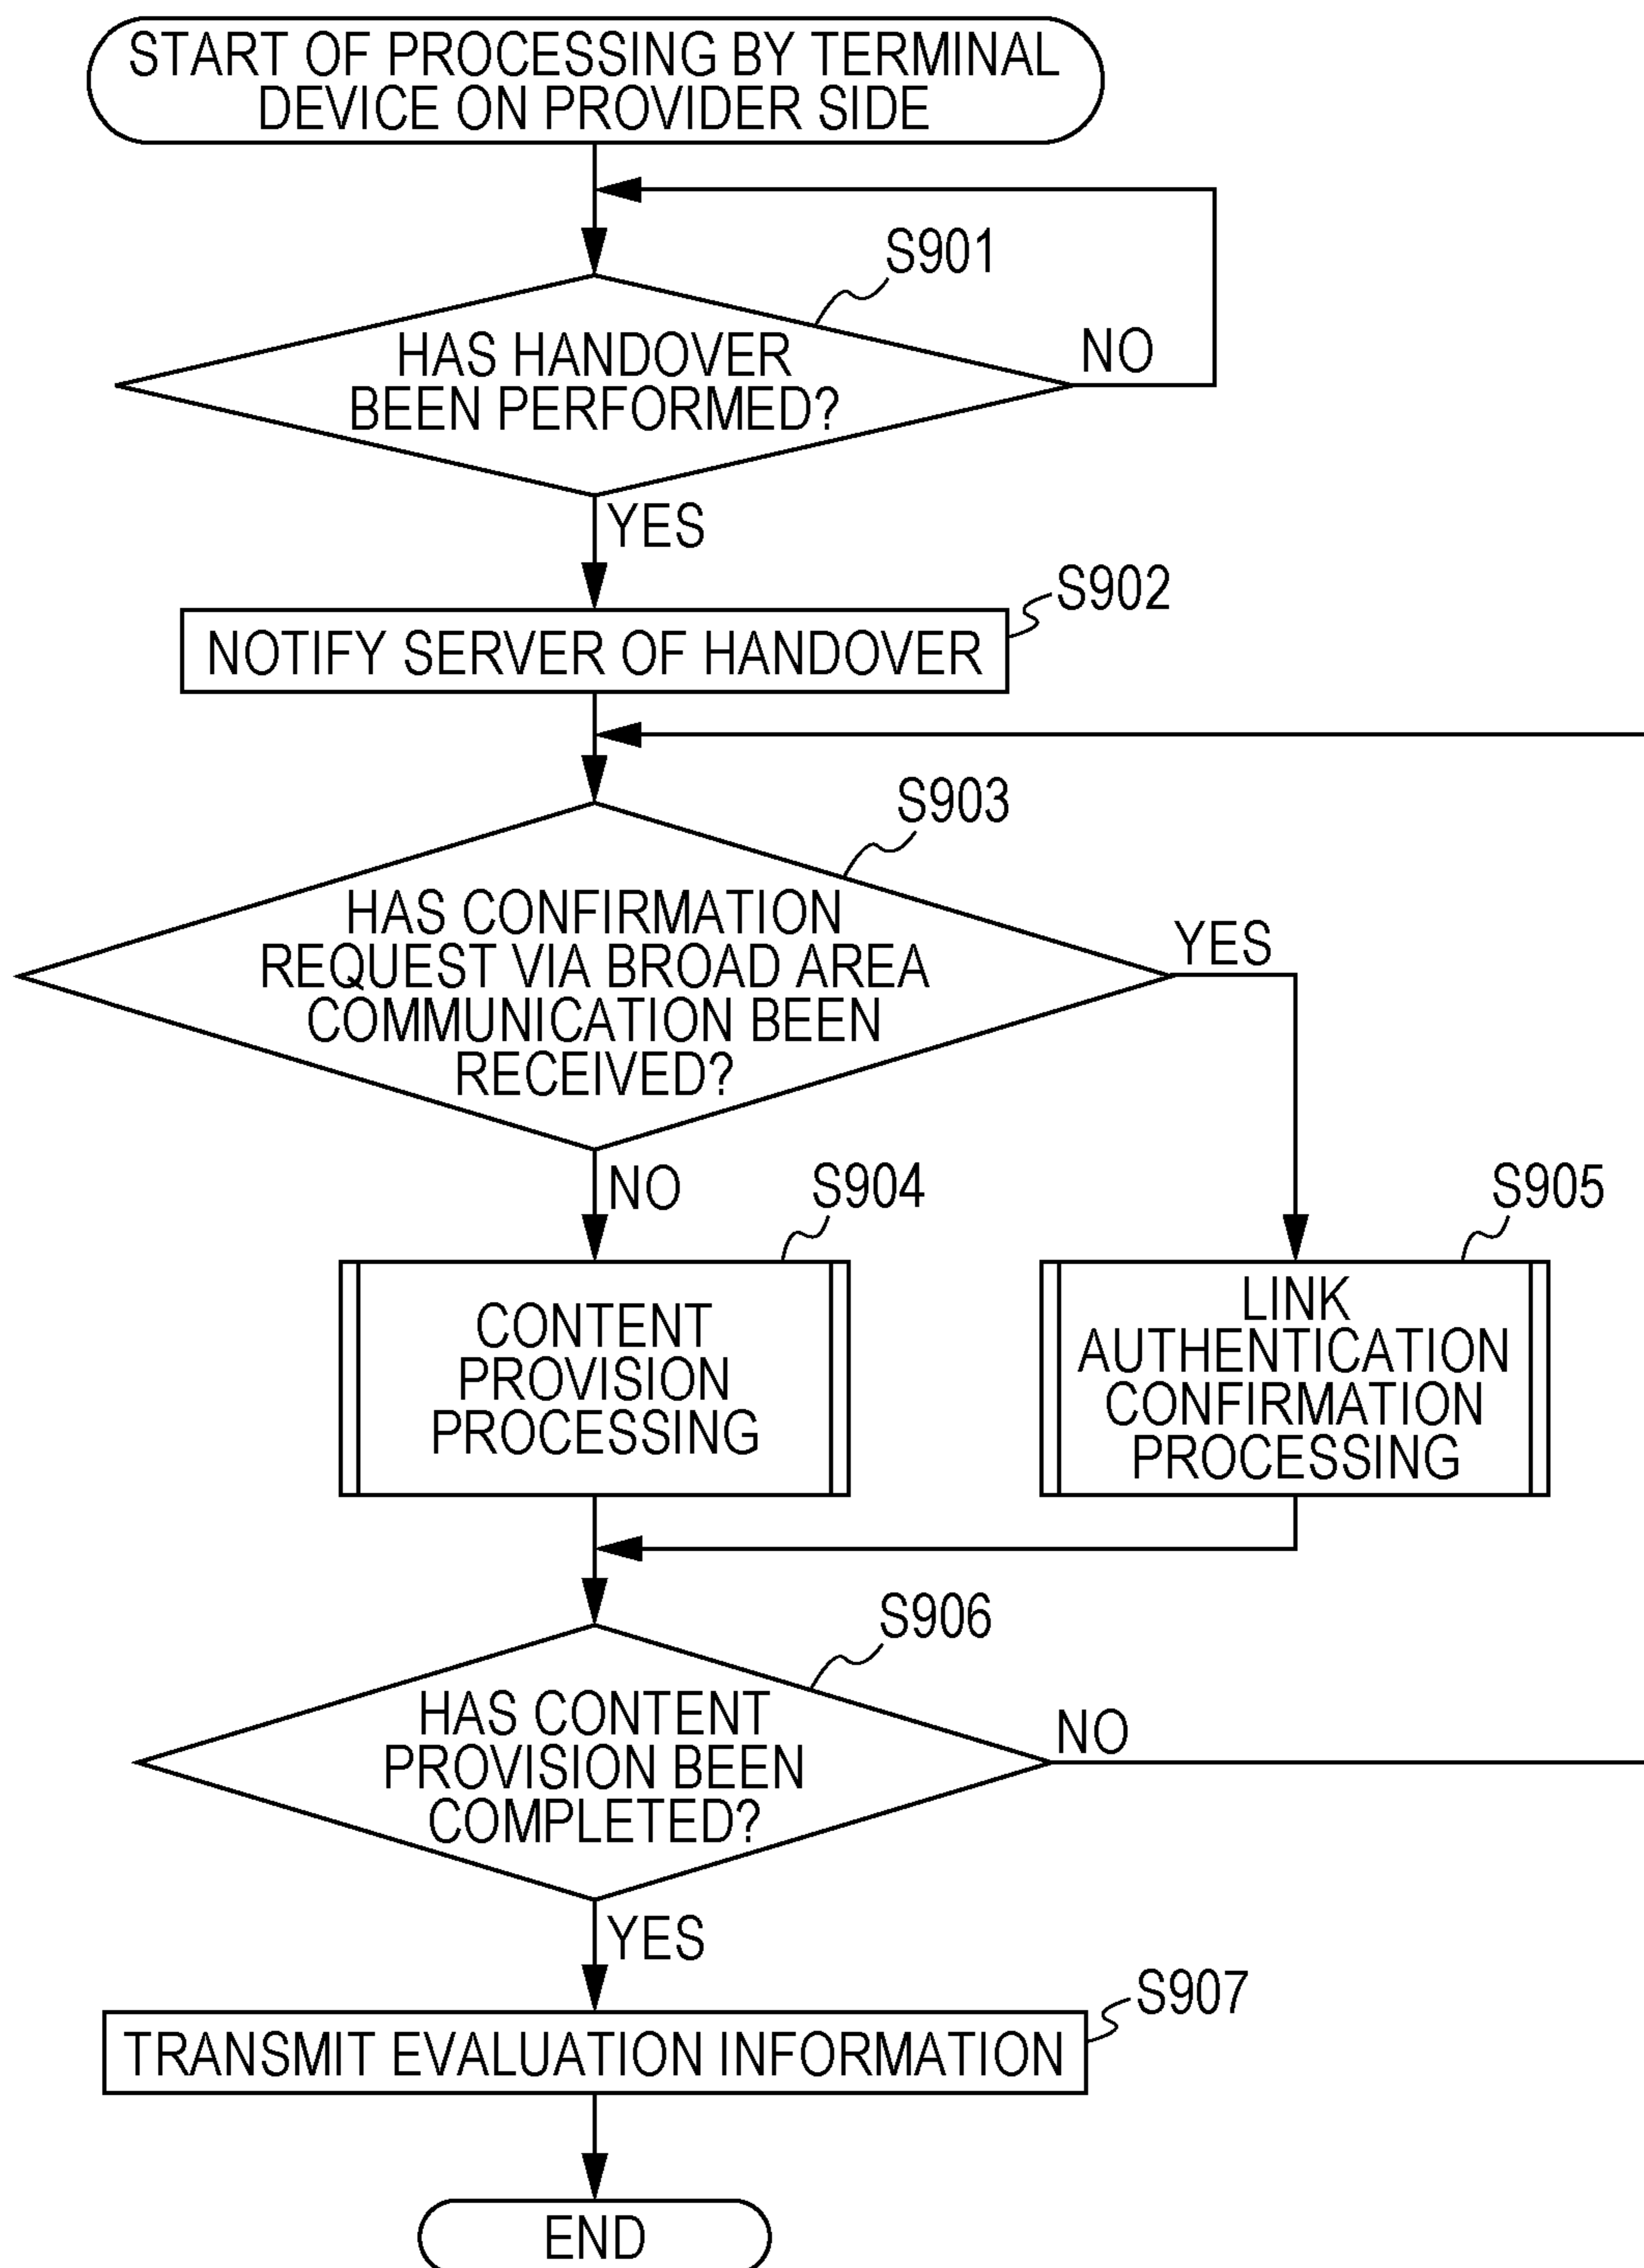 START OF PROCESSING BY TERMINAL
DEVICE ON PROVIDER SIDE
S901
HAS HANDOVER
BEEN PERFORMED?
NO
YES
S902
NOTIFY SERVER OF HANDOVER
S903
HAS CONFIRMATION
REQUEST VIA BROAD AREA
COMMUNICATION BEEN
RECEIVED?
YES
NO
S904
CONTENT
PROVISION
PROCESSING
S905
LINK
AUTHENTICATION
CONFIRMATION
PROCESSING
S906
HAS CONTENT
PROVISION BEEN
COMPLETED?
NO
YES
S907
TRANSMIT EVALUATION INFORMATION
END